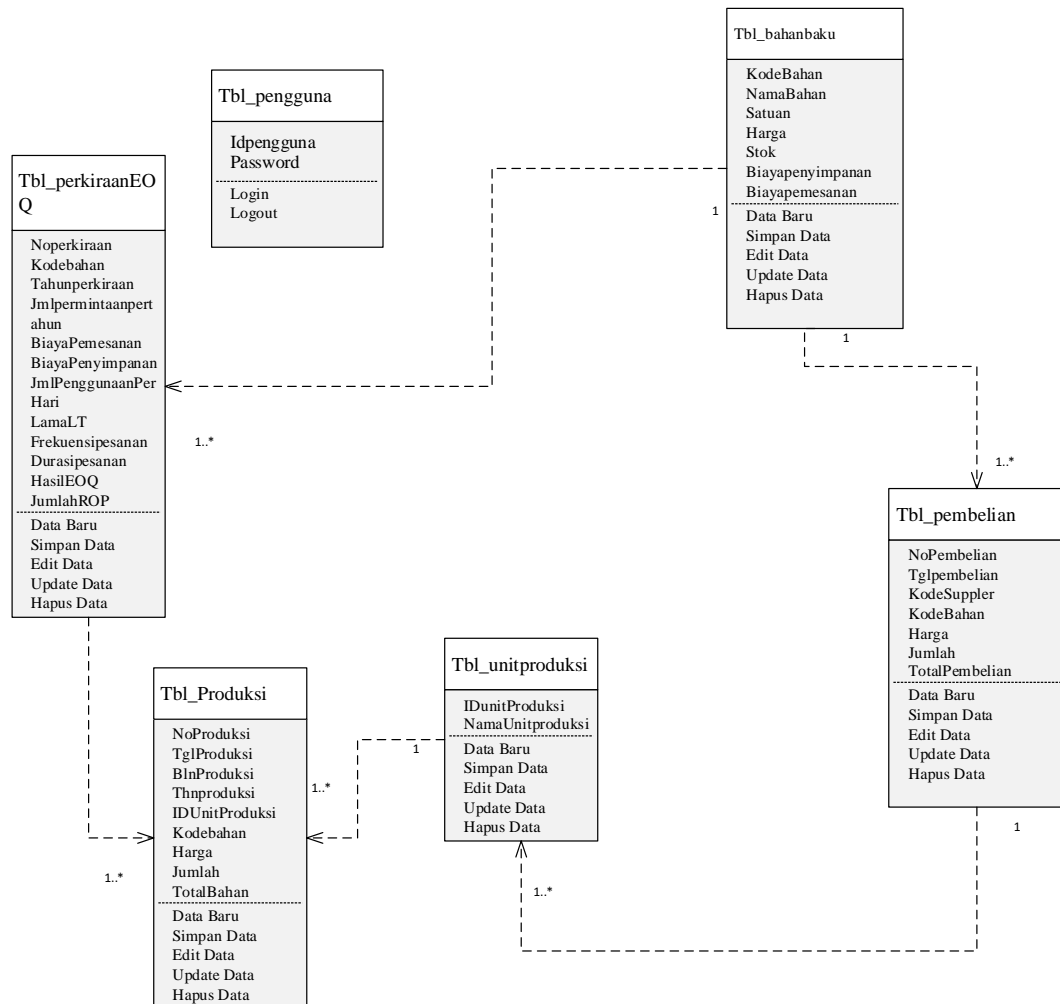 Tbl_bahanbaku
KodeBahan
NamaBahan
Satuan
Harga
Stok
Biayapenyimpanan
Biayapemesanan
Data Baru
Simpan Data
Edit Data
Update Data
Hapus Data
Tbl_pengguna
Idpengguna
Password
Login
Logout
Tbl_perkiraanEO
Q
Noperkiraan
Kodebahan
Tahunperkiraan
Jmlpermintaanpert
ahun
BiayaPemesanan
BiayaPenyimpanan
JmlPenggunaanPer
Hari
LamaLT
Frekuensipesanan
Durasipesanan
HasilEOQ
JumlahROP
Data Baru
Simpan Data
Edit Data
Update Data
Hapus Data
1
1
1..*
1..*
Tbl_pembelian
NoPembelian
Tglpembelian
KodeSuppler
KodeBahan
Harga
Jumlah
TotalPembelian
Data Baru
Simpan Data
Edit Data
Update Data
Hapus Data
Tbl_unitproduksi
IDunitProduksi
NamaUnitproduksi
Data Baru
Simpan Data
Edit Data
Update Data
Hapus Data
Tbl_Produksi
NoProduksi
TglProduksi
BlnProduksi
Thnproduksi
IDUnitProduksi
Kodebahan
Harga
Jumlah
TotalBahan
Data Baru
Simpan Data
Edit Data
Update Data
Hapus Data
1
1..*
1
1..*
1..*